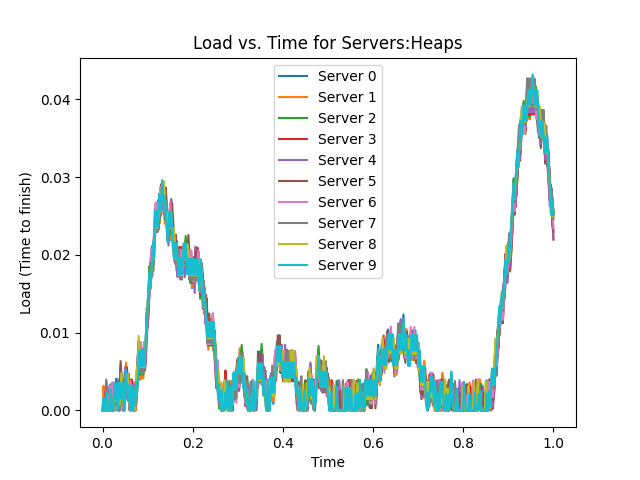 Load vs. Time for Servers:Heaps
Load (Time to finish)
0.04
0.03
0.02
0.01
0.00
Server 0
Server 1
Server 2
Server 3
Server 4
Server 5
Server 6
Server 7
Server 8
Server 9
0.0 0.2 0.4 0.6 0.8 1.0
Time